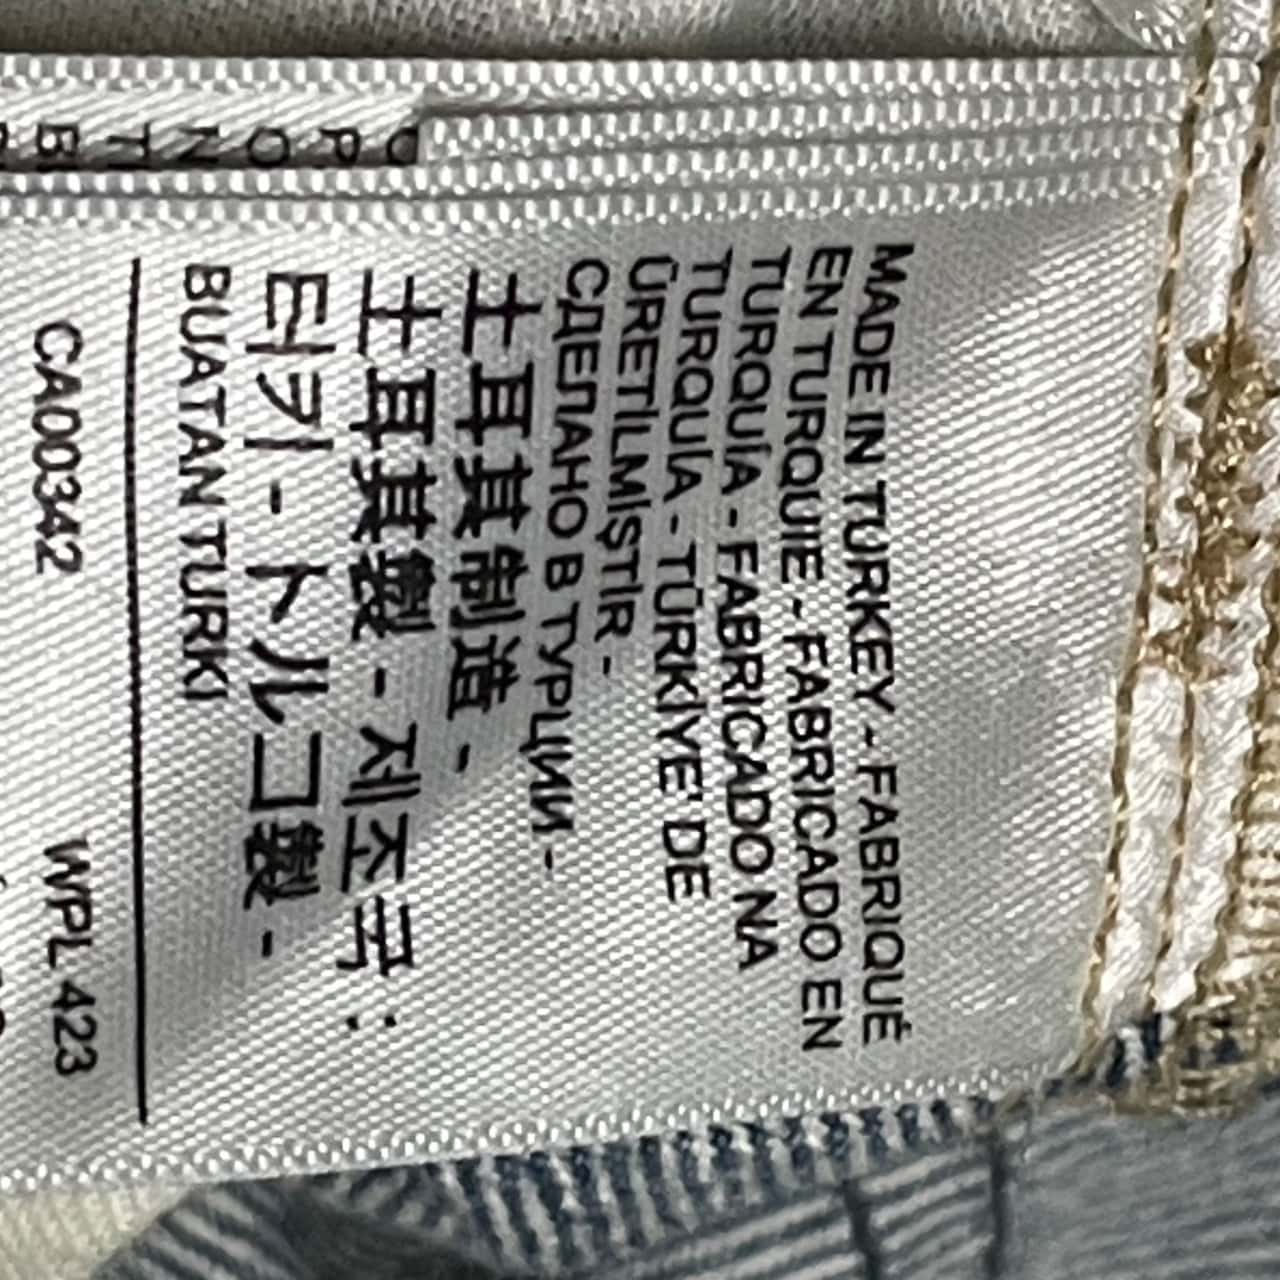 MADE IN TURKEY - FABRIQUÉ
EN TURQUIE - FABRICADO EN
TURQUÍA - FABRICADO NA
TURQUIA - TÜRKİYE' DE
ÜRETİLMİŞTİR -
СДЕЛАНО В ТУРЦИИ -
土耳其制造 -
土耳其製 - 제조국 :
터키 - トルコ製 -
BUATAN TURKI
CA00342 WPL 423